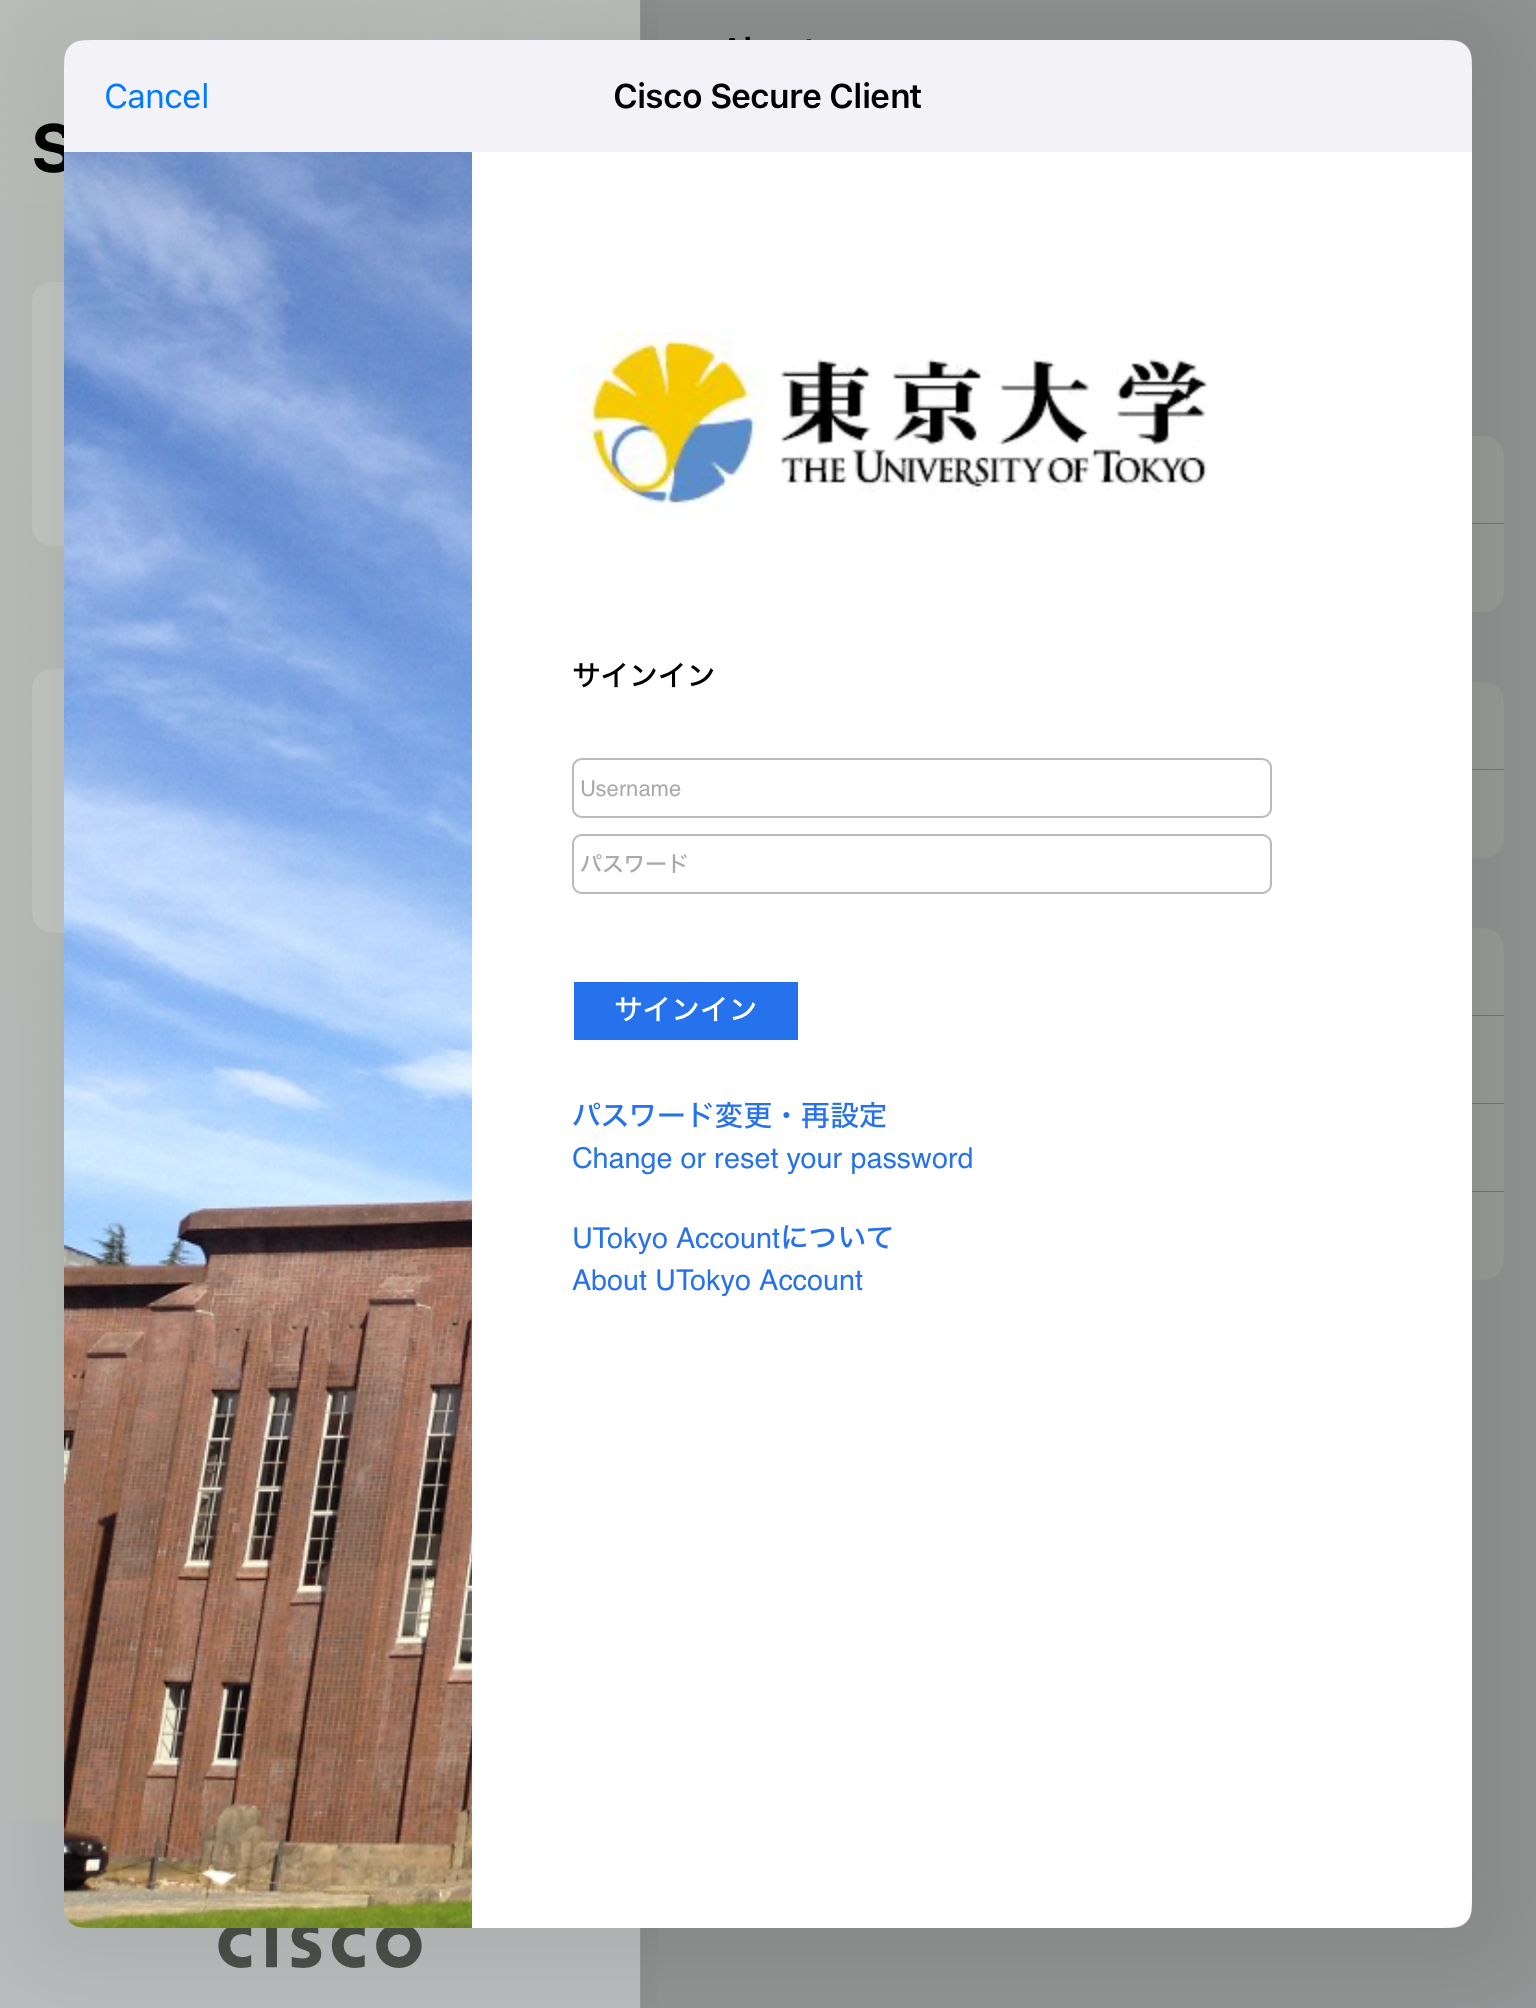 Cancel
Cisco Secure Client
東京大学
THE UNIVERSITY OF TOKYO
サインイン
Username
パスワード
サインイン
パスワード変更・再設定
Change or reset your password
UTokyo Accountについて
About UTokyo Account
cisco